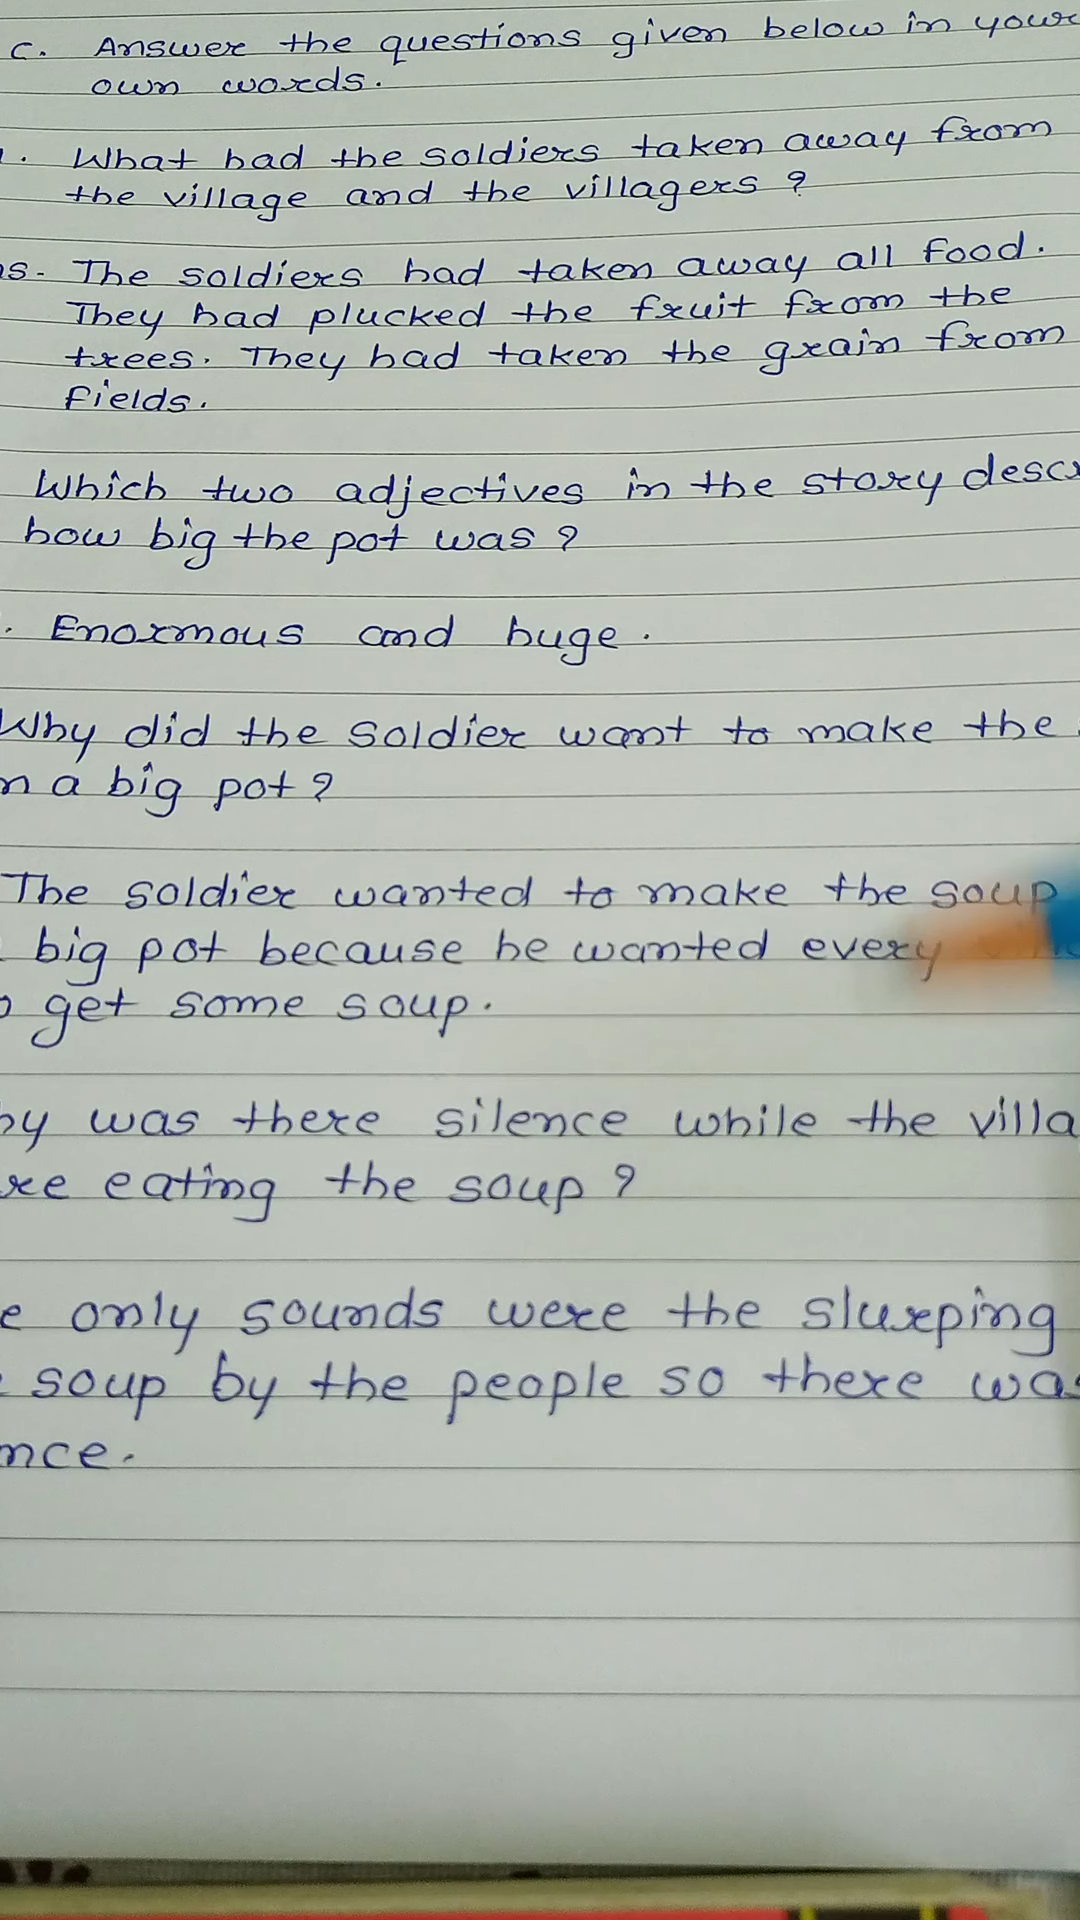 C. Answer the questions given below in your
own words.
1. What had the soldiers taken away from
the village and the villagers ?
ns. The soldiers had taken away all food.
They had plucked the fruit from the
trees. They had taken the grain from
fields.
Which two adjectives in the story desc
how big the pot was ?
. Enormous and huge.
Why did the soldier want to make the
n a big pot ?
The soldier wanted to make the soup
big pot because he wanted every
o get some soup.
hy was there silence while the villa
re eating the soup ?
e only sounds were the slurping
soup by the people so there was
nce.